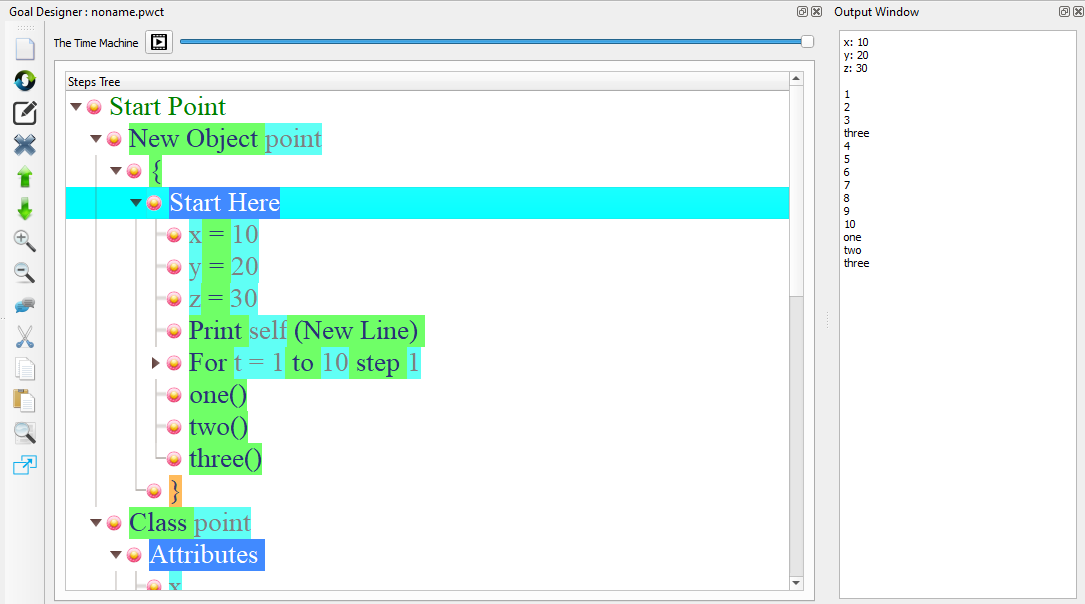 Goal Designer : noname.pwct
The Time Machine
Steps Tree
Start Point
New Object point
{
Start Here
x = 10
y = 20
z = 30
Print self (New Line)
For t = 1 to 10 step 1
one()
two()
three()
}
Class point
Attributes
x
Output Window
x: 10
y: 20
z: 30
1
2
3
three
4
5
6
7
8
9
10
one
two
three